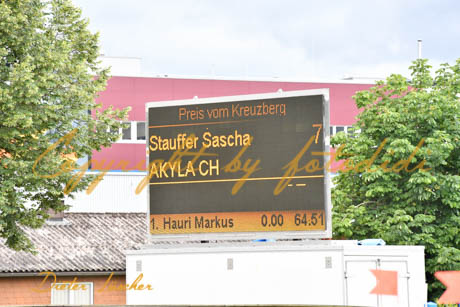 Preis vom Kreuzberg
Stauffer Sascha 7
AKYLA CH
-.--
1. Hauri Markus 0.00 64.51
Copyright by fotodidi
Dieter